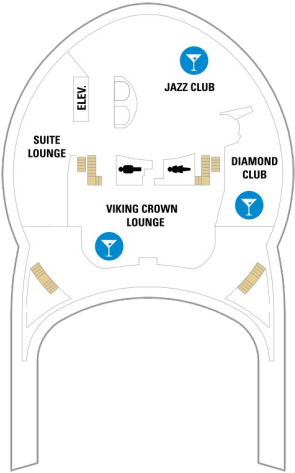 JAZZ CLUB
ELEV.
SUITE
LOUNGE
DIAMOND
CLUB
VIKING CROWN
LOUNGE